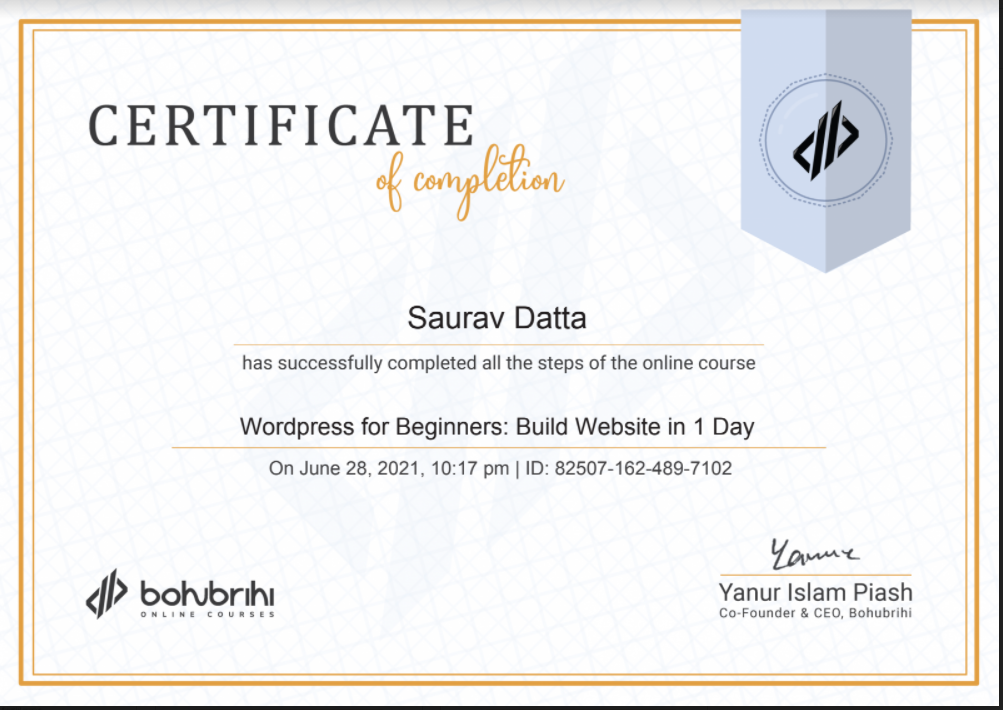 CERTIFICATE
of completion
Saurav Datta
has successfully completed all the steps of the online course
Wordpress for Beginners: Build Website in 1 Day
On June 28, 2021, 10:17 pm | ID: 82507-162-489-7102
bohubrihi
ONLINE COURSES
Yanur Islam Piash
Co-Founder & CEO, Bohubrihi